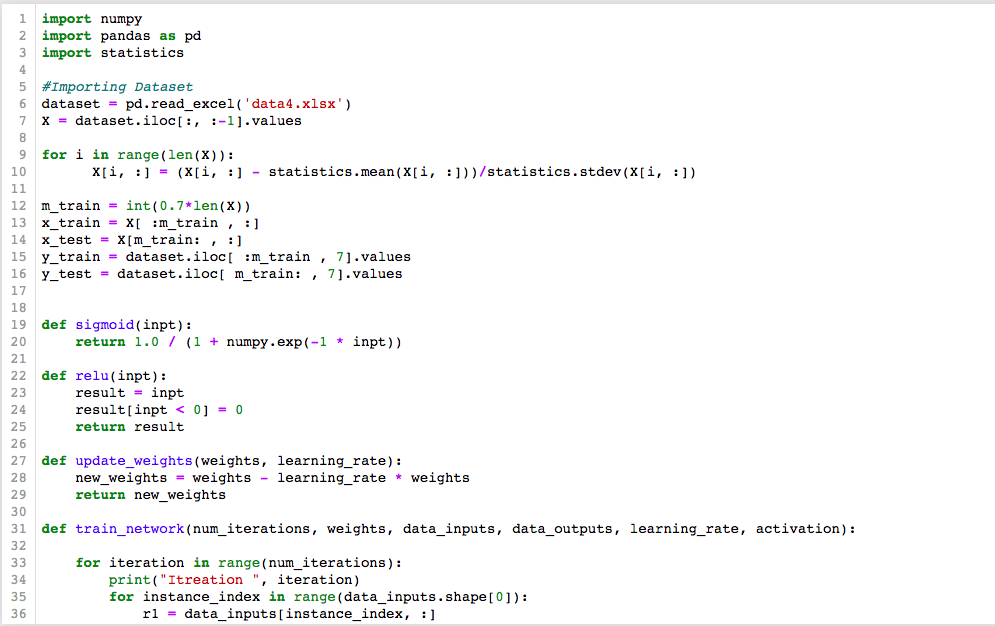 1 import numpy
2 import pandas as pd
3 import statistics
4
5 #Importing Dataset
6 dataset = pd.read_excel('data4.xlsx')
7 X = dataset.iloc[:, :-1].values
8
9 for i in range(len(X)):
10       X[i, :] = (X[i, :] - statistics.mean(X[i, :]))/statistics.stdev(X[i, :])
11
12 m_train = int(0.7*len(X))
13 x_train = X[ :m_train , :]
14 x_test = X[m_train: , :]
15 y_train = dataset.iloc[ :m_train , 7].values
16 y_test = dataset.iloc[ m_train: , 7].values
17
18
19 def sigmoid(inpt):
20     return 1.0 / (1 + numpy.exp(-1 * inpt))
21
22 def relu(inpt):
23     result = inpt
24     result[inpt < 0] = 0
25     return result
26
27 def update_weights(weights, learning_rate):
28     new_weights = weights - learning_rate * weights
29     return new_weights
30
31 def train_network(num_iterations, weights, data_inputs, data_outputs, learning_rate, activation):
32
33     for iteration in range(num_iterations):
34         print("Itreation ", iteration)
35         for instance_index in range(data_inputs.shape[0]):
36             r1 = data_inputs[instance_index, :]